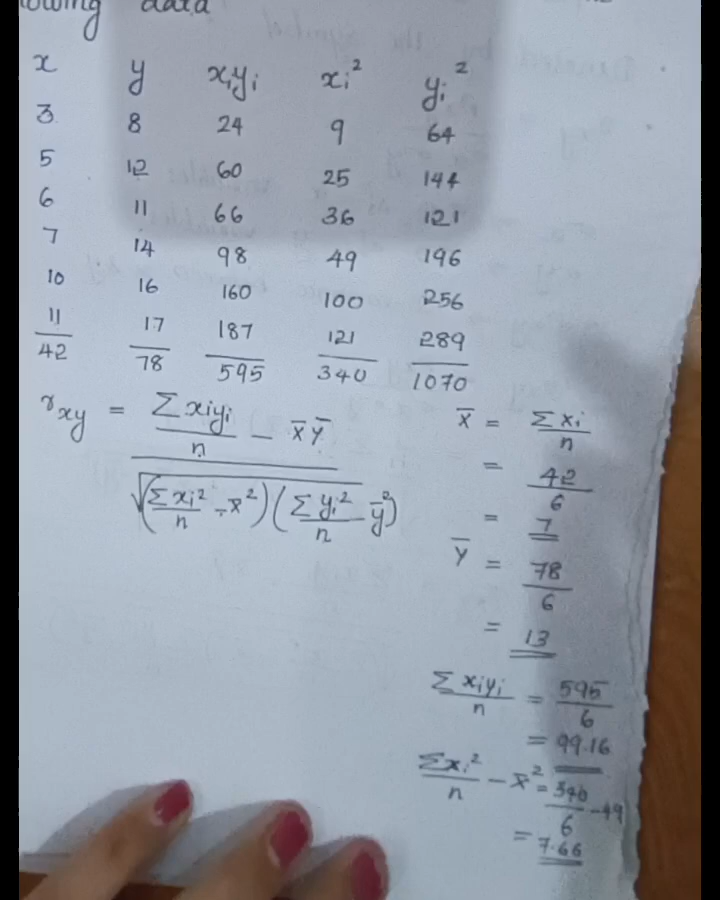 data
x y xᵢyᵢ xᵢ² yᵢ²
3 8 24 9 64
5 12 60 25 144
6 11 66 36 121
7 14 98 49 196
10 16 160 100 256
11 17 187 121 289
42 78 595 340 1070
r_xy = (Σxᵢyᵢ/n − x̄ȳ) / √((Σxᵢ²/n − x̄²)(Σyᵢ²/n − ȳ²))
x̄ = Σxᵢ/n
= 42/6
= 7
ȳ = 78/6
= 13
Σxᵢyᵢ/n = 595/6
= 99.16
Σxᵢ²/n − x̄² = 340/6 − 49
= 7.66